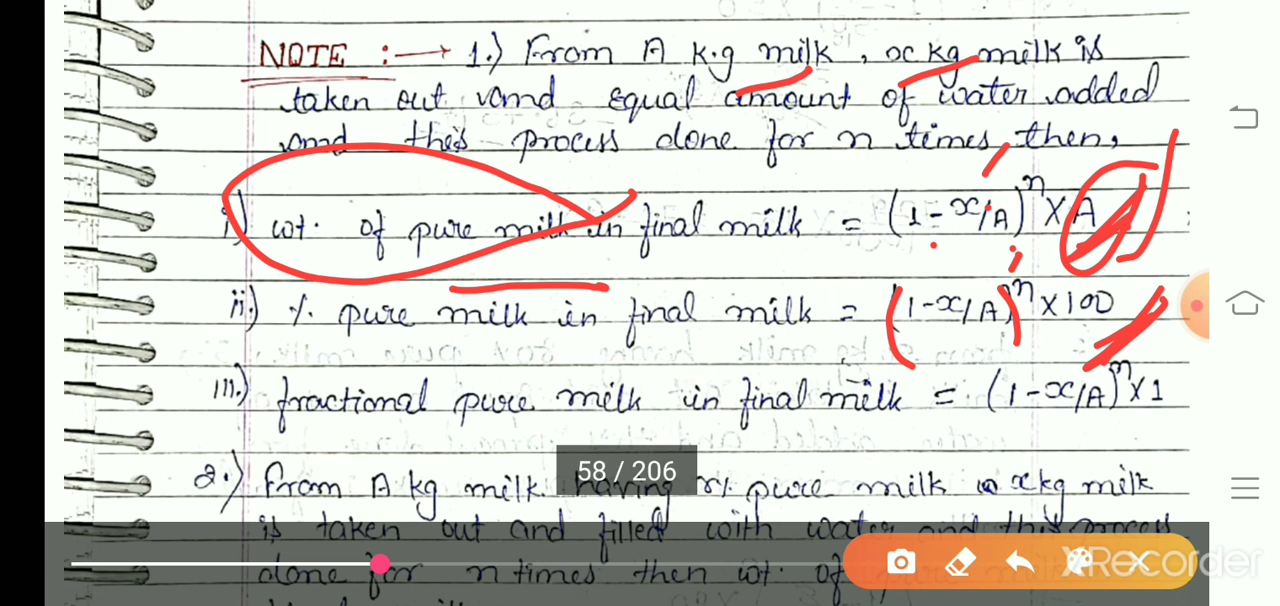 NOTE :→ 1.) From A k.g milk, x kg milk is
taken out and equal amount of water added
and this process done for n times, then,
i) wt. of pure milk in final milk = (1-x/A)^n × A
ii.) % pure milk in final milk = (1-x/A)^n × 100
iii.) fractional pure milk in final milk = (1-x/A)^n × 1
58 / 206
2.) From A kg milk having r% pure milk x kg milk
is taken out and filled with water and this process
done for n times then wt. of pure
XRecorder